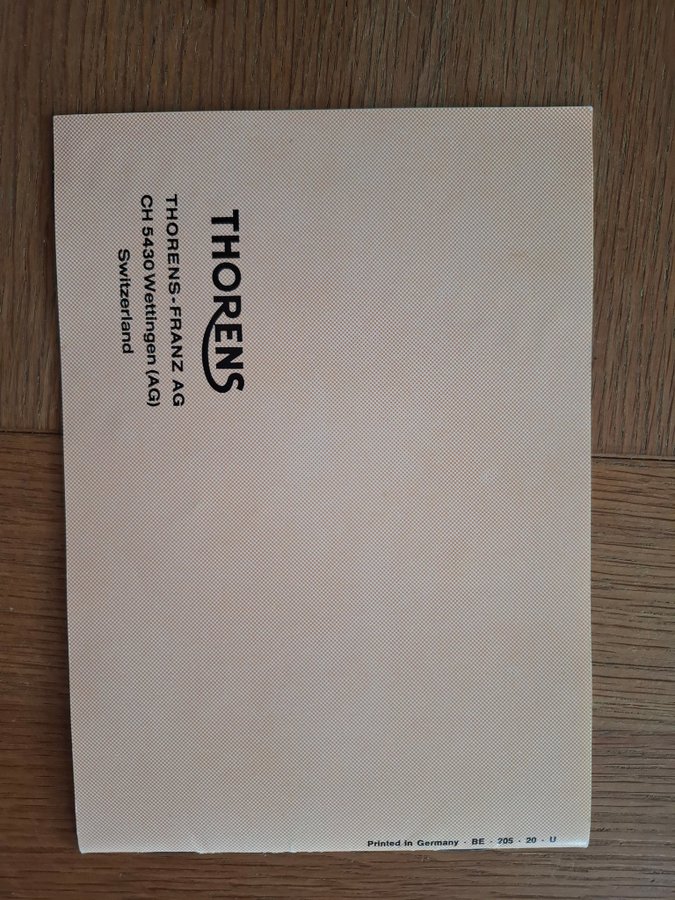 THORENS
THORENS-FRANZ AG
CH 5430 Wettingen (AG)
Switzerland
Printed in Germany · BE · 205 · 20 · U